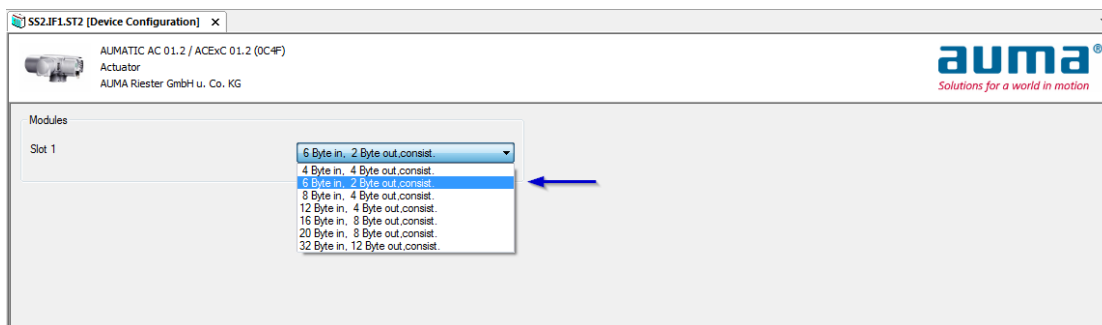 SS2.IF1.ST2 [Device Configuration] x
AUMATIC AC 01.2 / ACExC 01.2 (0C4F)
Actuator
AUMA Riester GmbH u. Co. KG
auma®
Solutions for a world in motion
Modules
Slot 1
6 Byte in, 2 Byte out,consist.
4 Byte in, 4 Byte out,consist.
6 Byte in, 2 Byte out,consist.
8 Byte in, 4 Byte out,consist.
12 Byte in, 4 Byte out,consist.
16 Byte in, 8 Byte out,consist.
20 Byte in, 8 Byte out,consist.
32 Byte in, 12 Byte out,consist.